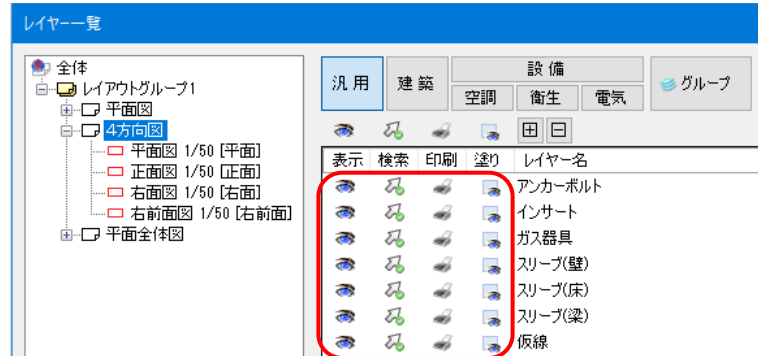 レイヤー一覧
全体
レイアウトグループ1
平面図
4方向図
平面図 1/50 [平面]
正面図 1/50 [正面]
右面図 1/50 [右面]
右前面図 1/50 [右前面]
平面全体図
汎用 建築 設備 グループ
空調 衛生 電気
表示 検索 印刷 塗り レイヤー名
アンカーボルト
インサート
ガス器具
スリーブ(壁)
スリーブ(床)
スリーブ(梁)
仮線